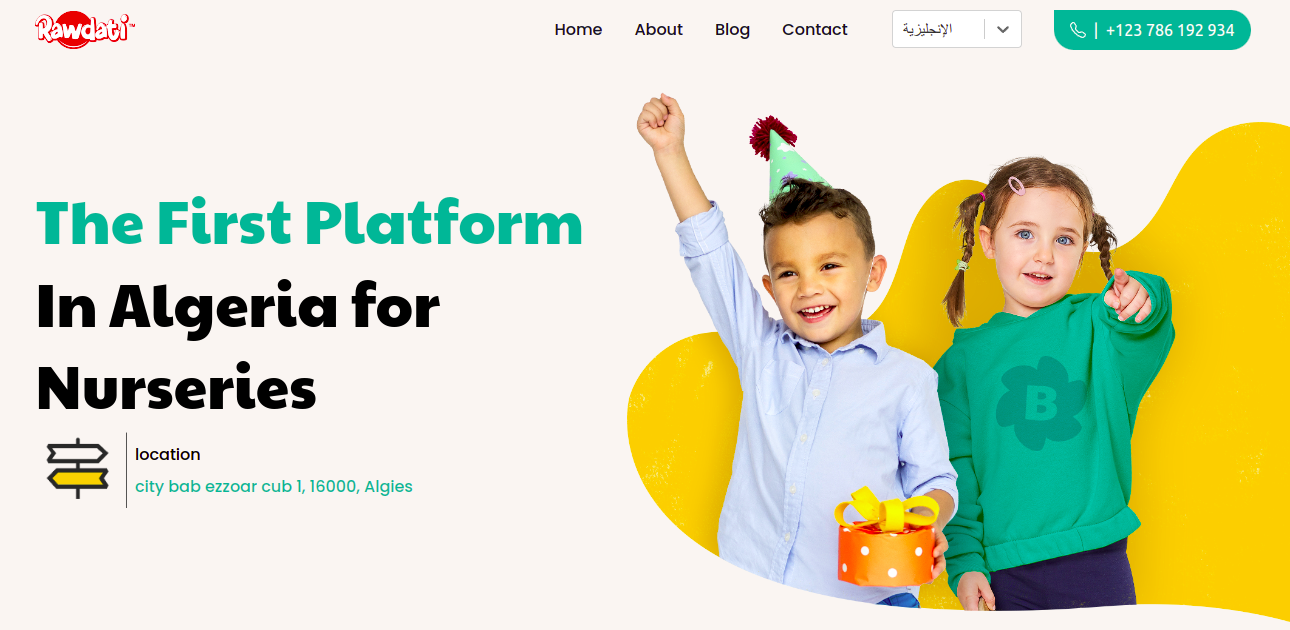 Rawdati™
Home About Blog Contact
الإنجليزية
+123 786 192 934
The First Platform
In Algeria for
Nurseries
location
city bab ezzoar cub 1, 16000, Algies
B